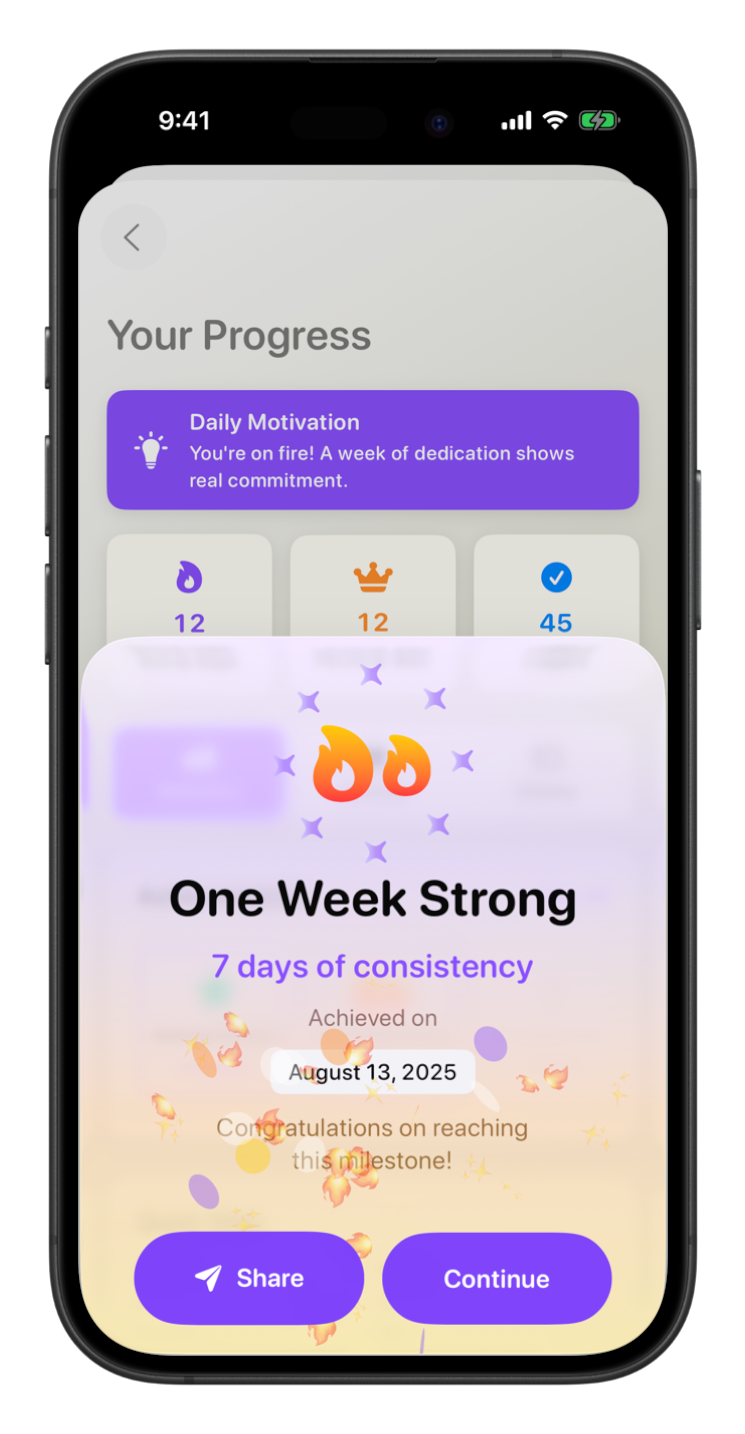 9:41
Your Progress
Daily Motivation
You're on fire! A week of dedication shows
real commitment.
12
12
45
One Week Strong
7 days of consistency
Achieved on
August 13, 2025
Congratulations on reaching
this milestone!
Share
Continue